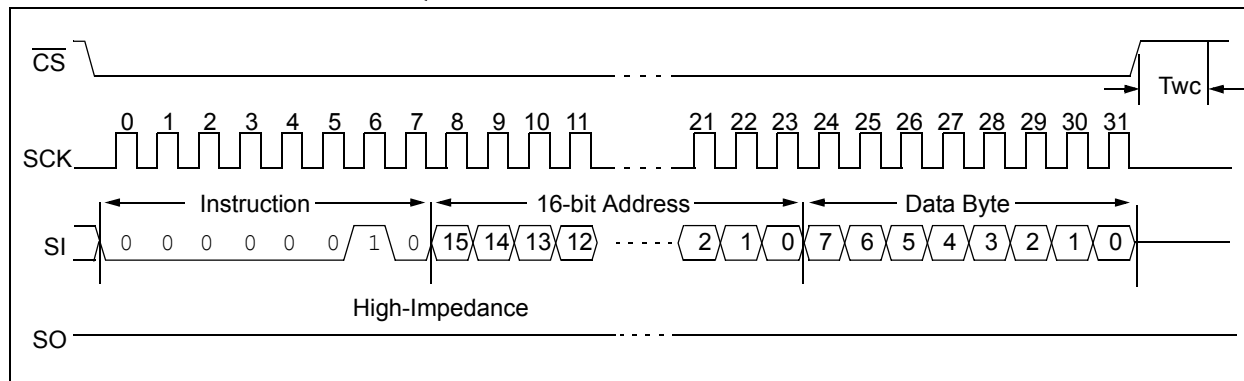 CS
Twc
0 1 2 3 4 5 6 7 8 9 10 11 21 22 23 24 25 26 27 28 29 30 31
SCK
Instruction 16-bit Address Data Byte
SI 0 0 0 0 0 0 1 0 15 14 13 12 2 1 0 7 6 5 4 3 2 1 0
High-Impedance
SO